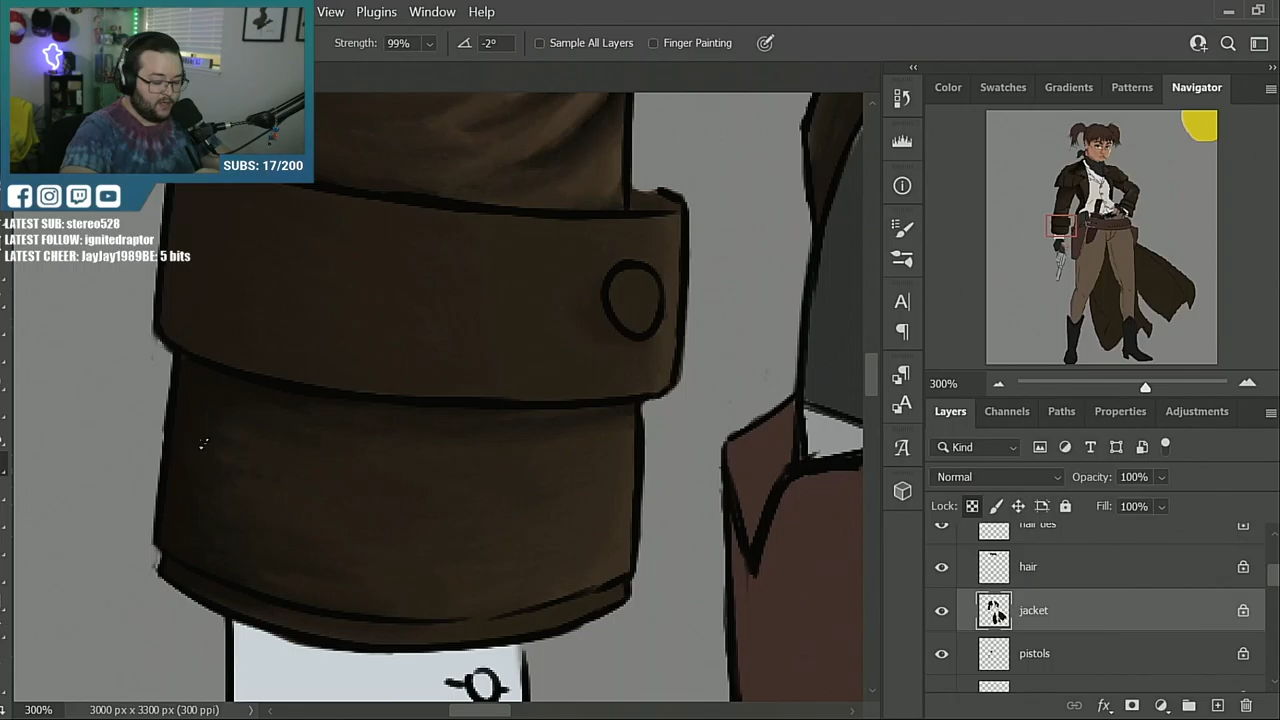 View Plugins Window Help
Strength: 99% -2° Sample All Layers Finger Painting
SUBS: 17/200
LATEST SUB: stereo528
LATEST FOLLOW: ignitedraptor
LATEST CHEER: JayJay1989BE: 5 bits
Color Swatches Gradients Patterns Navigator
300%
Layers Channels Paths Properties Adjustments
Kind
Normal Opacity: 100%
Lock: Fill: 100%
hair ties
hair
jacket
pistols
300% 3000 px x 3300 px (300 ppi)